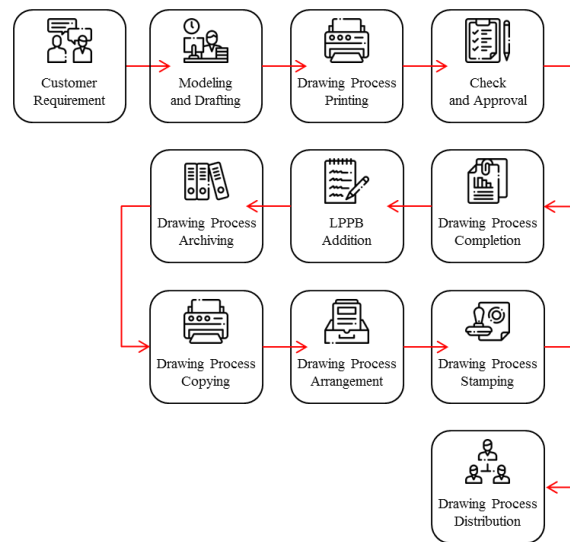 Customer
Requirement
Modeling
and Drafting
Drawing Process
Printing
Check
and Approval
Drawing Process
Completion
LPPB
Addition
Drawing Process
Archiving
Drawing Process
Copying
Drawing Process
Arrangement
Drawing Process
Stamping
Drawing Process
Distribution